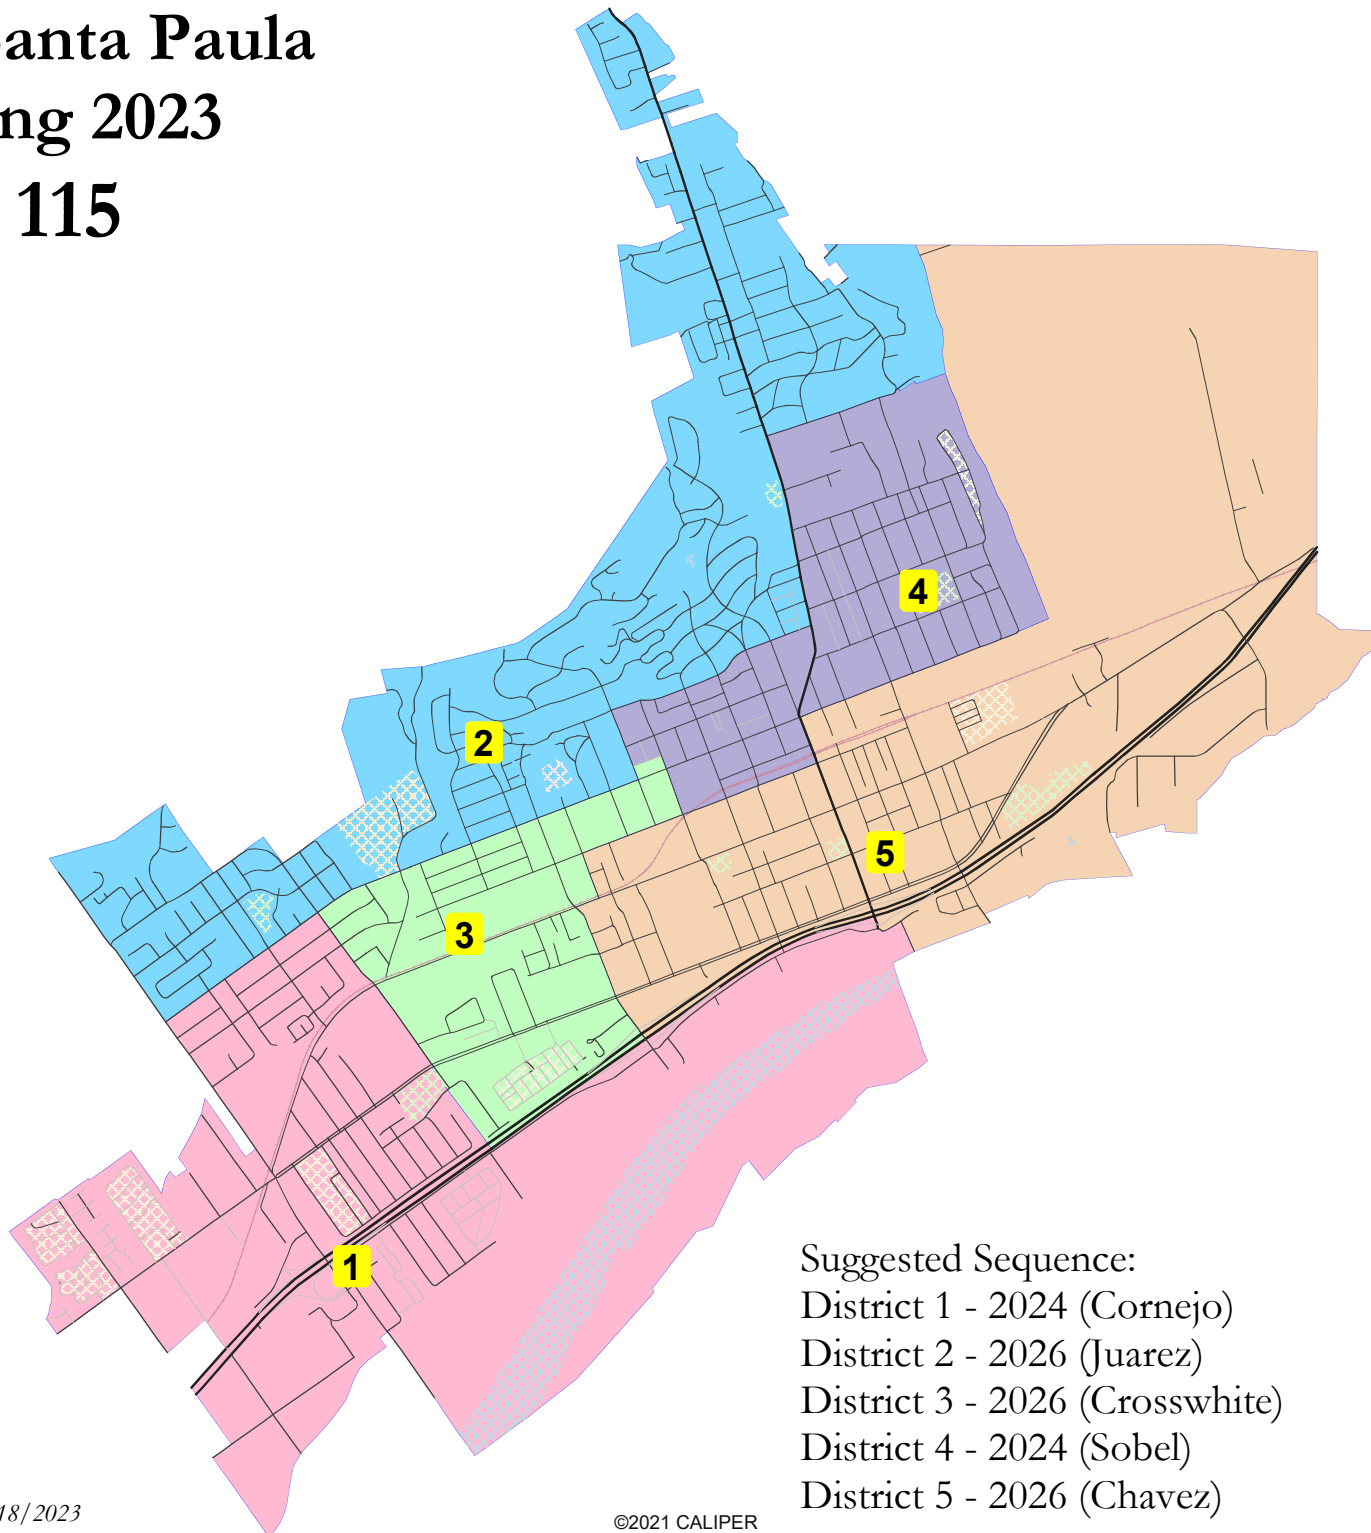 anta Paula
ng 2023
115
4
2
5
3
1
Suggested Sequence:
District 1 - 2024 (Cornejo)
District 2 - 2026 (Juarez)
District 3 - 2026 (Crosswhite)
District 4 - 2024 (Sobel)
District 5 - 2026 (Chavez)
18/2023
©2021 CALIPER